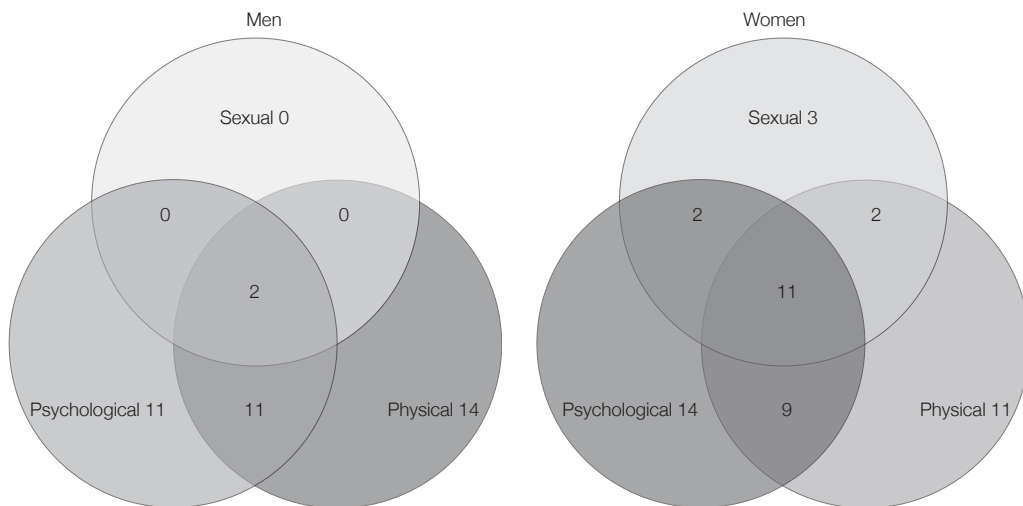 Men
Sexual 0
0
0
2
Psychological 11
11
Physical 14
Women
Sexual 3
2
2
11
Psychological 14
9
Physical 11